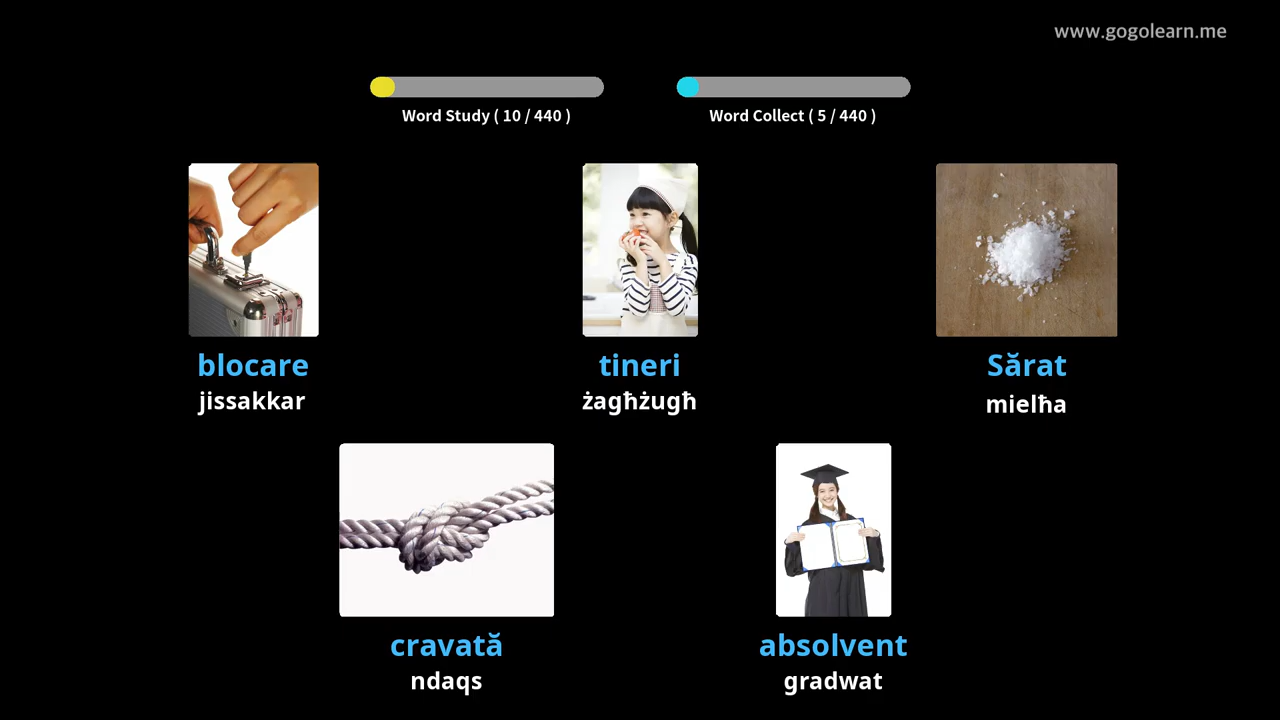 www.gogolearn.me
Word Study ( 10 / 440 )
Word Collect ( 5 / 440 )
blocare
jissakkar
tineri
żagħżugħ
Sărat
mielħa
cravată
ndaqs
absolvent
gradwat